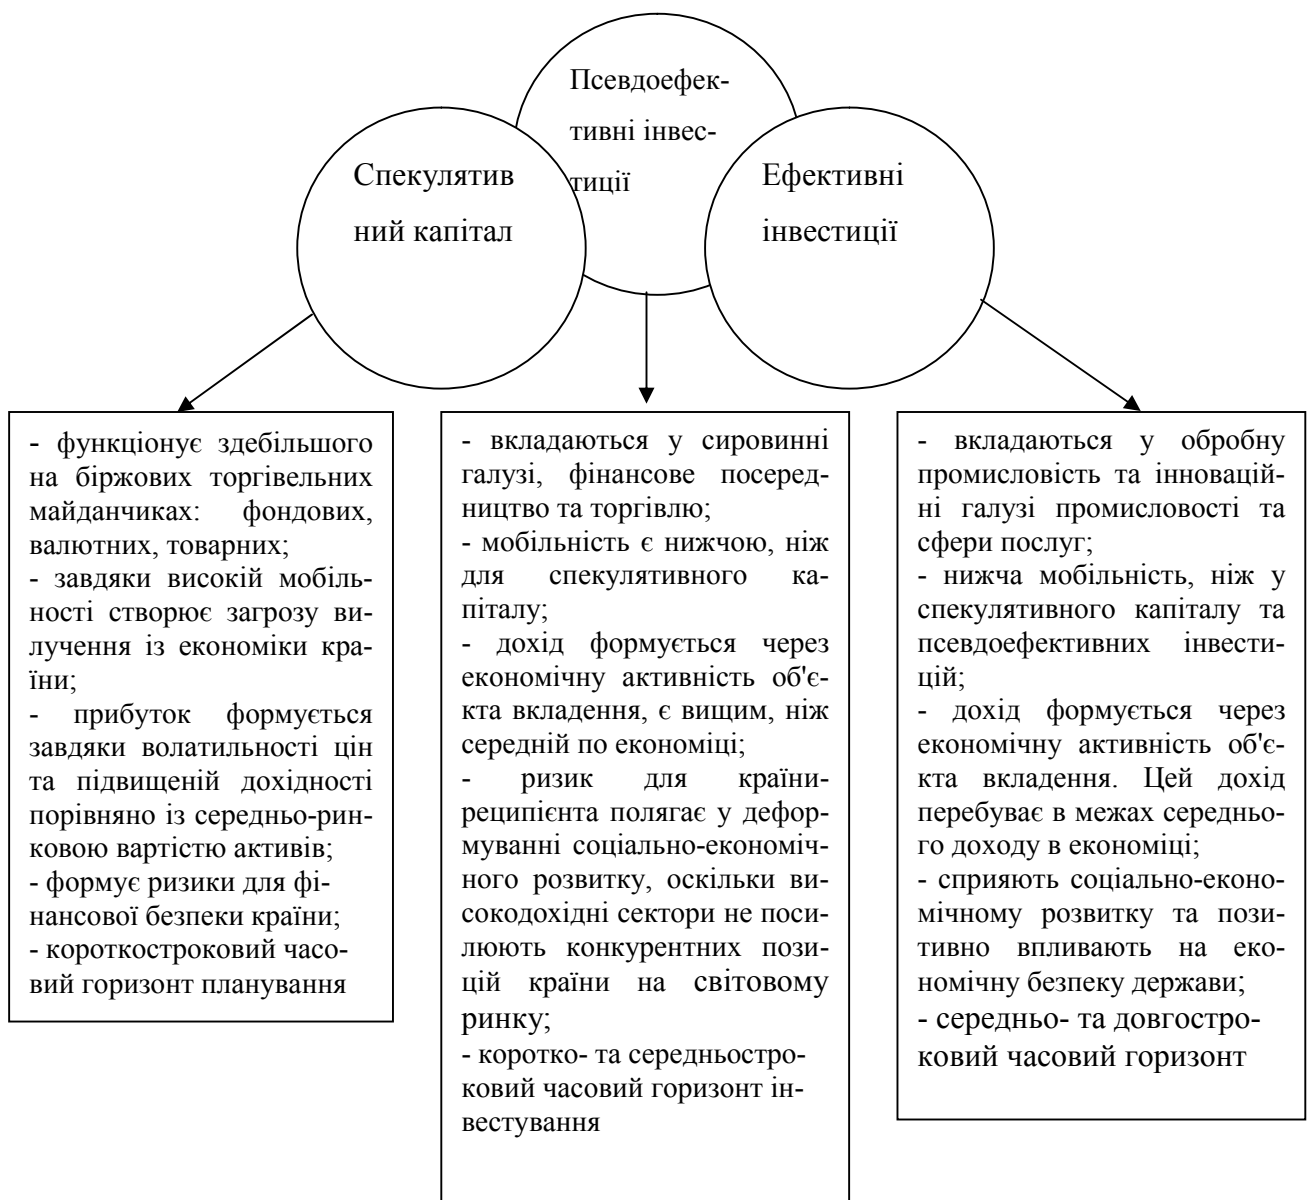 Псевдоефек-
тивні інвес-
тиції
Спекулятив
ний капітал
Ефективні
інвестиції
- функціонує здебільшого
на біржових торгівельних
майданчиках: фондових,
валютних, товарних;
- завдяки високій мобіль-
ності створює загрозу ви-
лучення із економіки кра-
їни;
- прибуток формується
завдяки волатильності цін
та підвищеній дохідності
порівняно із середньо-рин-
ковою вартістю активів;
- формує ризики для фі-
нансової безпеки країни;
- короткостроковий часо-
вий горизонт планування
- вкладаються у сировинні
галузі, фінансове посеред-
ництво та торгівлю;
- мобільність є нижчою, ніж
для спекулятивного ка-
піталу;
- дохід формується через
економічну активність об'є-
кта вкладення, є вищим, ніж
середній по економіці;
- ризик для країни-
реципієнта полягає у дефор-
муванні соціально-економіч-
ного розвитку, оскільки ви-
сокодохідні сектори не поси-
люють конкурентних пози-
цій країни на світовому
ринку;
- коротко- та середньостро-
ковий часовий горизонт ін-
вестування
- вкладаються у обробну
промисловість та інновацій-
ні галузі промисловості та
сфери послуг;
- нижча мобільність, ніж у
спекулятивного капіталу та
псевдоефективних інвести-
цій;
- дохід формується через
економічну активність об'є-
кта вкладення. Цей дохід
перебуває в межах середньо-
го доходу в економіці;
- сприяють соціально-еконо-
мічному розвитку та пози-
тивно впливають на еко-
номічну безпеку держави;
- середньо- та довгостро-
ковий часовий горизонт